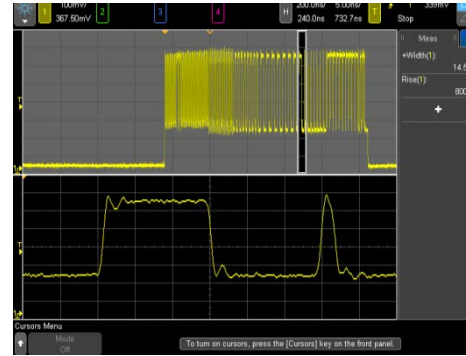 1
100mV/
367.50mV
2
3
4
H
200.0ns/ 5.00ns/
240.0ns 732.7ns
T
1 339mV
Stop
Meas
+Width(1):
14.5
Rise(1):
800
+
T
T
Cursors Menu
Mode
Off
To turn on cursors, press the [Cursors] key on the front panel.